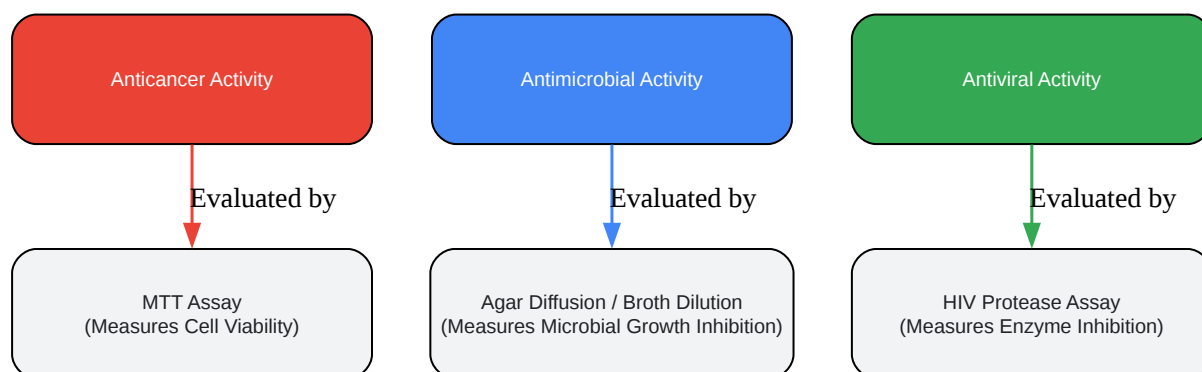 Anticancer Activity
Antimicrobial Activity
Antiviral Activity
Evaluated by
Evaluated by
Evaluated by
MTT Assay
(Measures Cell Viability)
Agar Diffusion / Broth Dilution
(Measures Microbial Growth Inhibition)
HIV Protease Assay
(Measures Enzyme Inhibition)